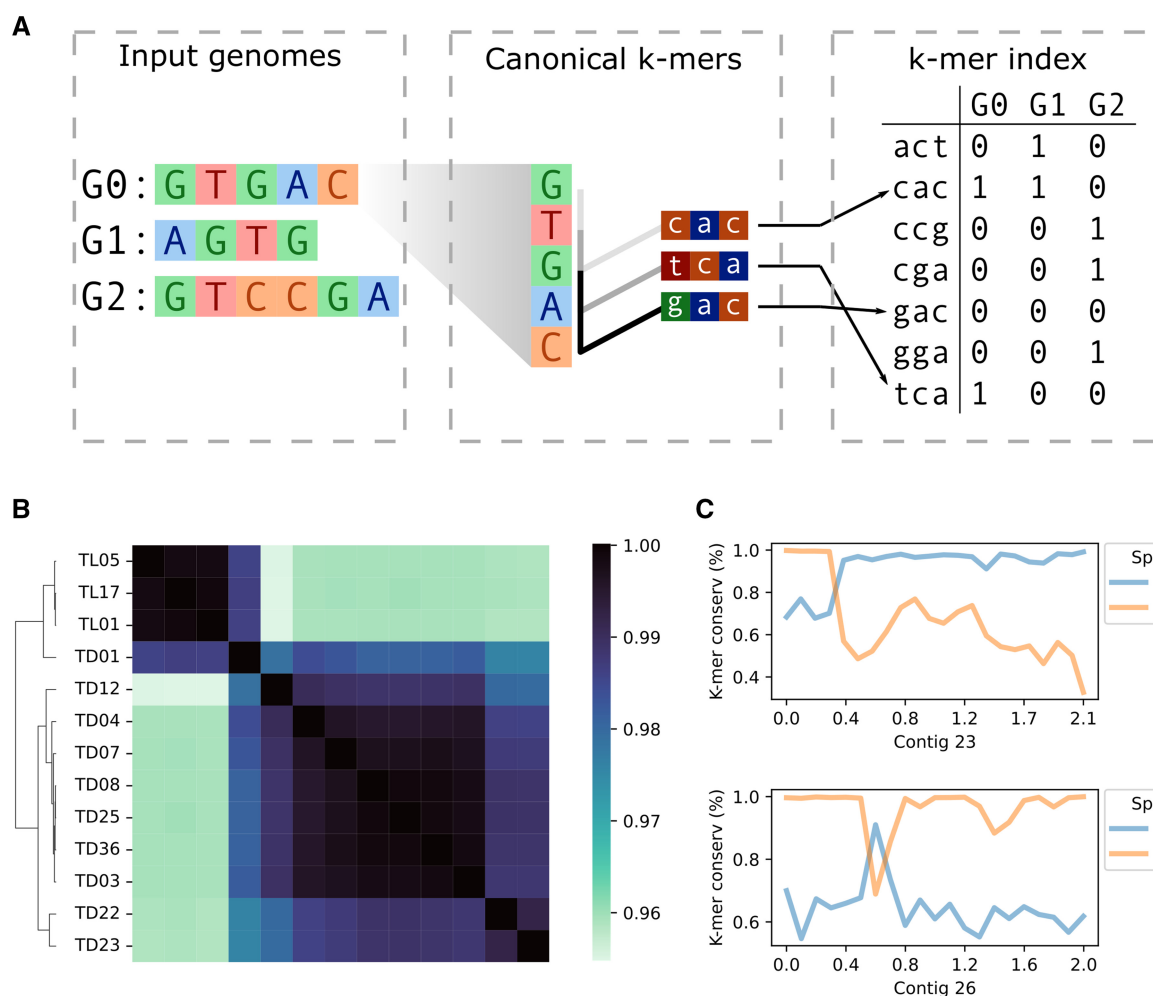 A
Input genomes
Canonical k-mers
k-mer index
G0 G1 G2
act 0 1 0
cac 1 1 0
ccg 0 0 1
cga 0 0 1
gac 0 0 0
gga 0 0 1
tca 1 0 0
G0: G T G A C
G1: A G T G
G2: G T C C G A
G
T
G
A
C
c a c
t c a
g a c
B
TL05
TL17
TL01
TD01
TD12
TD04
TD07
TD08
TD25
TD36
TD03
TD22
TD23
1.00
0.99
0.98
0.97
0.96
C
K-mer conserv (%)
1.0
0.8
0.6
0.4
0.0 0.4 0.8 1.2 1.7 2.1
Contig 23
Sp
K-mer conserv (%)
1.0
0.8
0.6
0.0 0.4 0.8 1.2 1.6 2.0
Contig 26
Sp